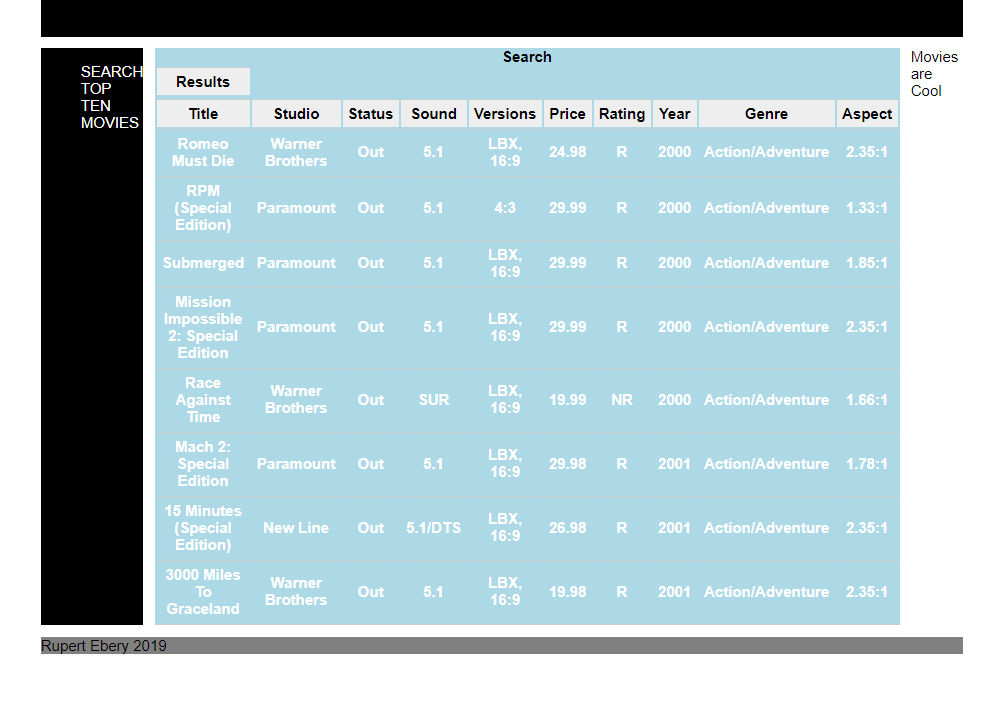 SEARCH
TOP
TEN
MOVIES
Search
Results
Title Studio Status Sound Versions Price Rating Year Genre Aspect
Romeo Must Die Warner Brothers Out 5.1 LBX, 16:9 24.98 R 2000 Action/Adventure 2.35:1
RPM (Special Edition) Paramount Out 5.1 4:3 29.99 R 2000 Action/Adventure 1.33:1
Submerged Paramount Out 5.1 LBX, 16:9 29.99 R 2000 Action/Adventure 1.85:1
Mission Impossible 2: Special Edition Paramount Out 5.1 LBX, 16:9 29.99 R 2000 Action/Adventure 2.35:1
Race Against Time Warner Brothers Out SUR LBX, 16:9 19.99 NR 2000 Action/Adventure 1.66:1
Mach 2: Special Edition Paramount Out 5.1 LBX, 16:9 29.98 R 2001 Action/Adventure 1.78:1
15 Minutes (Special Edition) New Line Out 5.1/DTS LBX, 16:9 26.98 R 2001 Action/Adventure 2.35:1
3000 Miles To Graceland Warner Brothers Out 5.1 LBX, 16:9 19.98 R 2001 Action/Adventure 2.35:1
Movies
are
Cool
Rupert Ebery 2019